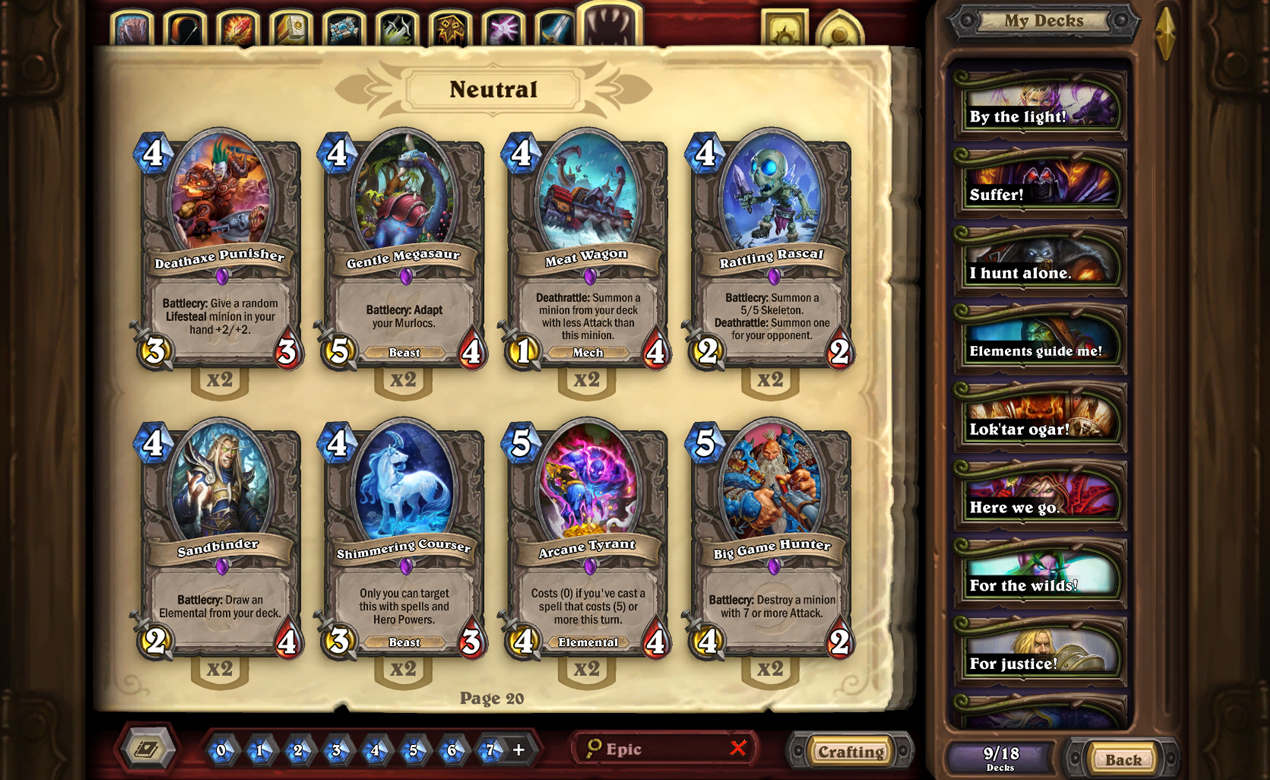 My Decks
Neutral
4
4
4
4
Deathaxe Punisher
Battlecry: Give a random
Lifesteal minion in your
hand +2/+2.
3
3
x2
Gentle Megasaur
Battlecry: Adapt
your Murlocs.
Beast
5
4
x2
Meat Wagon
Deathrattle: Summon a
minion from your deck
with less Attack than
this minion.
Mech
1
4
x2
Rattling Rascal
Battlecry: Summon a
5/5 Skeleton.
Deathrattle: Summon one
for your opponent.
2
2
x2
4
4
5
5
Sandbinder
Battlecry: Draw an
Elemental from your deck.
2
4
x2
Shimmering Courser
Only you can target
this with spells and
Hero Powers.
Beast
3
3
x2
Arcane Tyrant
Costs (0) if you've cast a
spell that costs (5) or
more this turn.
Elemental
4
4
x2
Big Game Hunter
Battlecry: Destroy a minion
with 7 or more Attack.
4
2
x2
Page 20
0 1 2 3 4 5 6 7 +
Epic
Crafting
By the light!
Suffer!
I hunt alone.
Elements guide me!
Lok'tar ogar!
Here we go.
For the wilds!
For justice!
9/18
Decks
Back